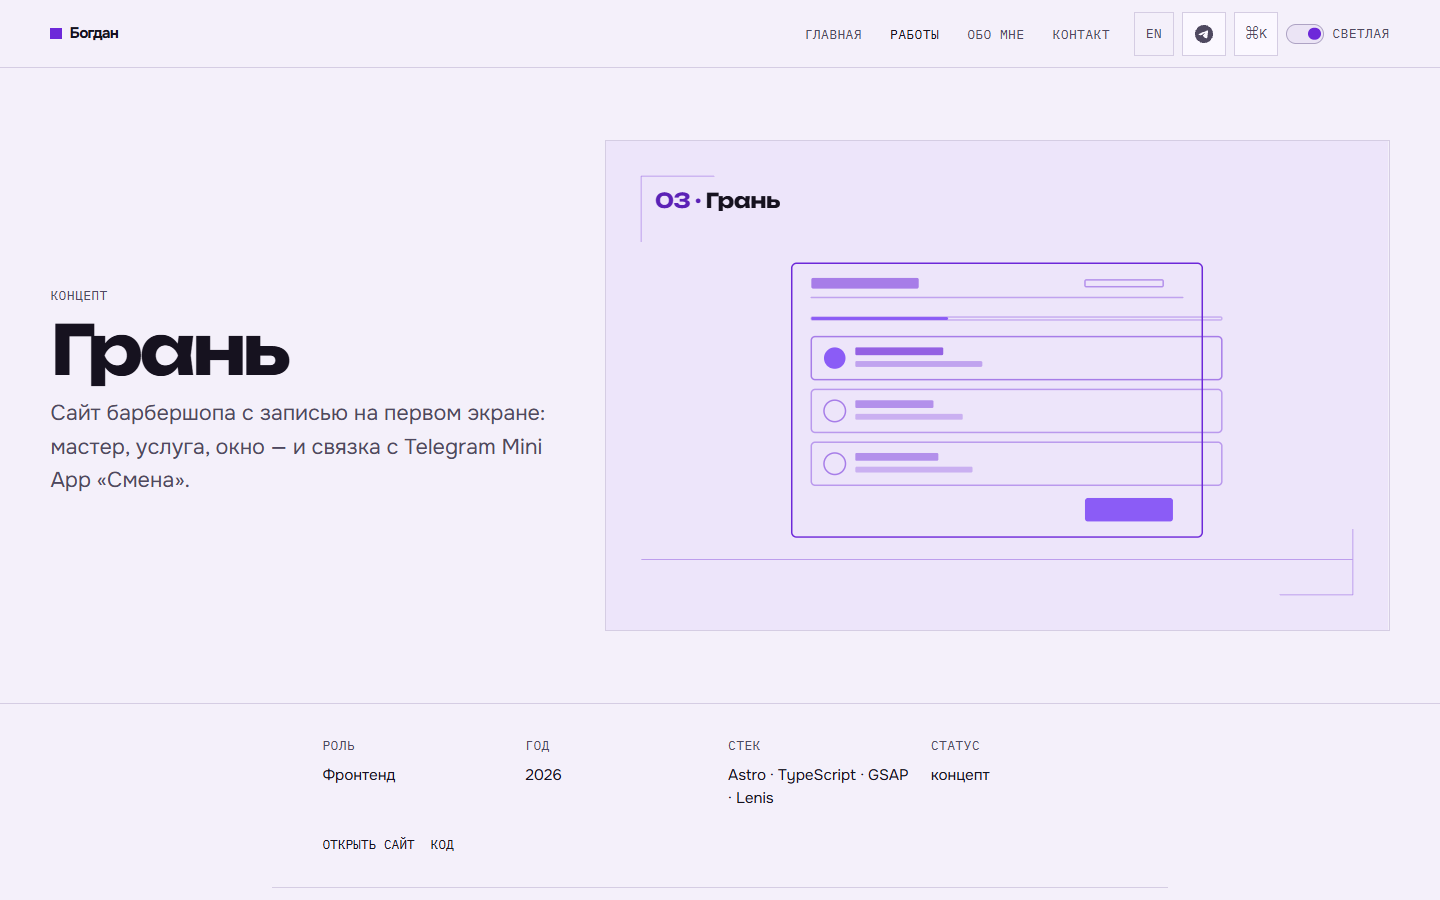 Богдан
ГЛАВНАЯ РАБОТЫ ОБО МНЕ КОНТАКТ EN ⌘K СВЕТЛАЯ
КОНЦЕПТ
Грань
Сайт барбершопа с записью на первом экране:
мастер, услуга, окно — и связка с Telegram Mini
App «Смена».
03 · Грань
РОЛЬ
Фронтенд
ГОД
2026
СТЕК
Astro · TypeScript · GSAP
· Lenis
СТАТУС
концепт
ОТКРЫТЬ САЙТ КОД